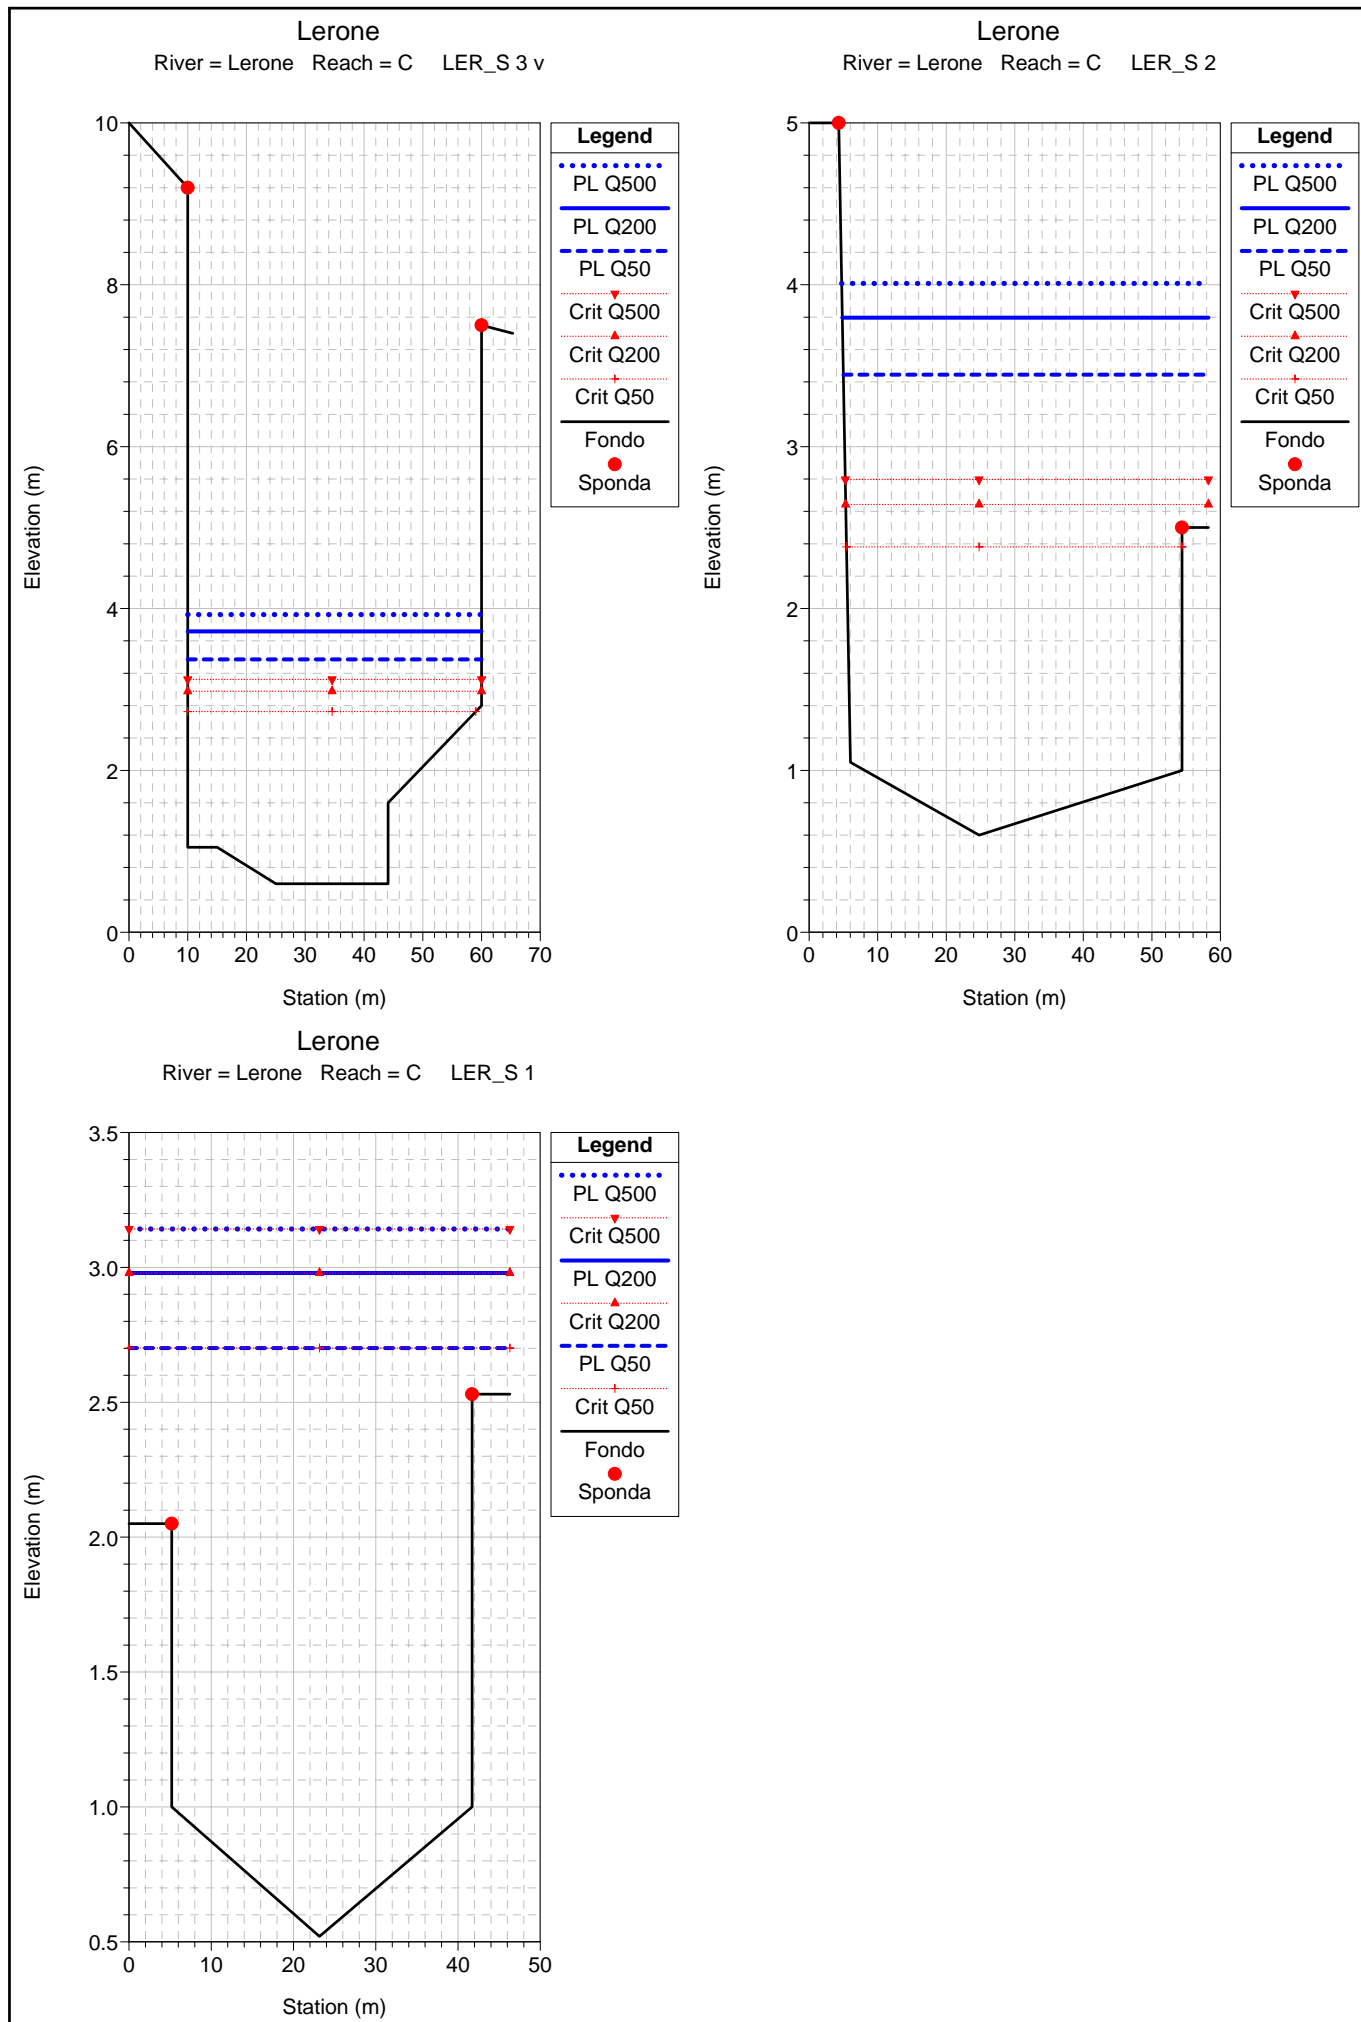 Lerone
River = Lerone Reach = C LER_S 3 v
10
8
6
4
2
0
Elevation (m)
0 10 20 30 40 50 60 70
Station (m)
Legend
PL Q500
PL Q200
PL Q50
Crit Q500
Crit Q200
Crit Q50
Fondo
Sponda
Lerone
River = Lerone Reach = C LER_S 2
5
4
3
2
1
0
Elevation (m)
0 10 20 30 40 50 60
Station (m)
Legend
PL Q500
PL Q200
PL Q50
Crit Q500
Crit Q200
Crit Q50
Fondo
Sponda
Lerone
River = Lerone Reach = C LER_S 1
3.5
3.0
2.5
2.0
1.5
1.0
0.5
Elevation (m)
0 10 20 30 40 50
Station (m)
Legend
PL Q500
Crit Q500
PL Q200
Crit Q200
PL Q50
Crit Q50
Fondo
Sponda